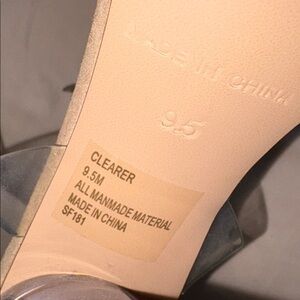 MADE IN CHINA
9.5
CLEARER
9.5M
ALL MANMADE MATERIAL
MADE IN CHINA
SF181